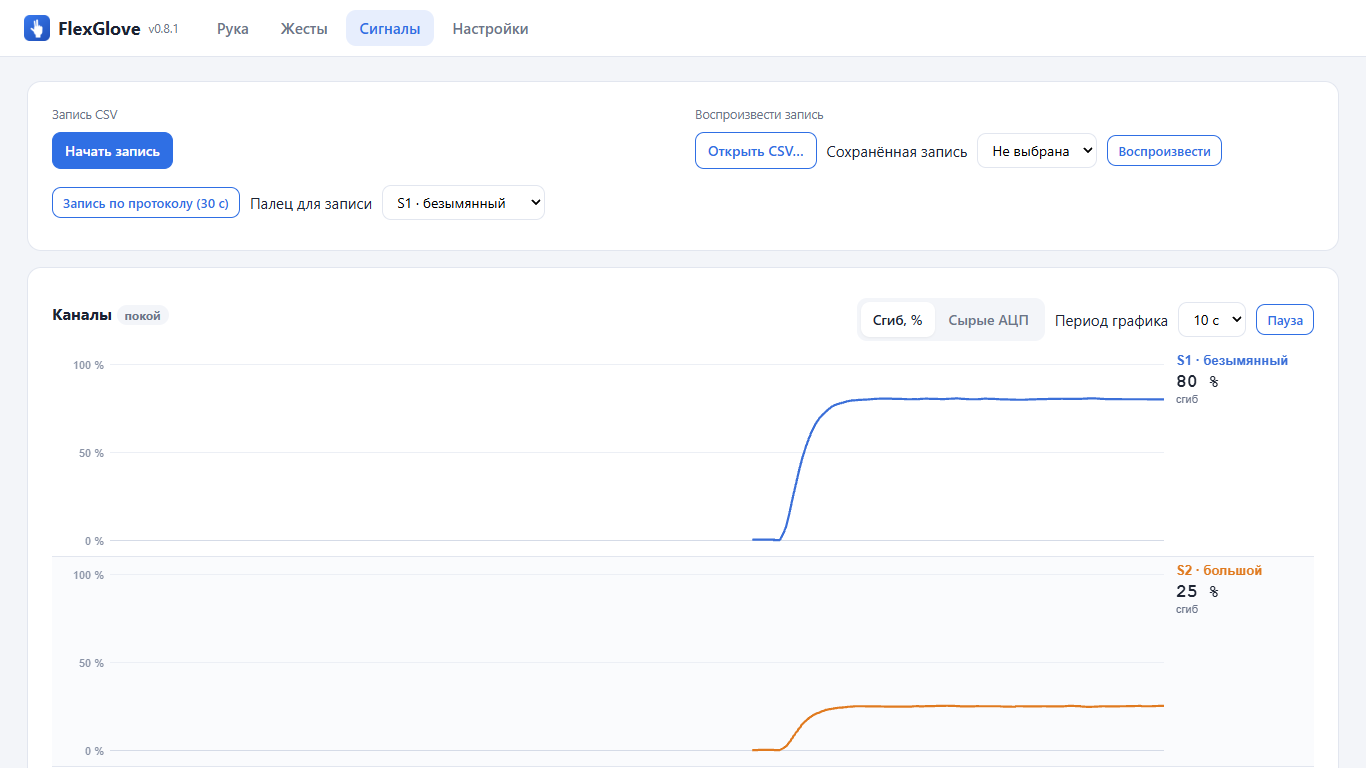 FlexGlove v0.8.1 Рука Жесты Сигналы Настройки
Запись CSV
Начать запись
Запись по протоколу (30 с) Палец для записи S1 · безымянный
Воспроизвести запись
Открыть CSV... Сохранённая запись Не выбрана Воспроизвести
Каналы покой
Сгиб, % Сырые АЦП Период графика 10 с Пауза
100 %
50 %
0 %
S1 · безымянный
80 %
сгиб
100 %
50 %
0 %
S2 · большой
25 %
сгиб